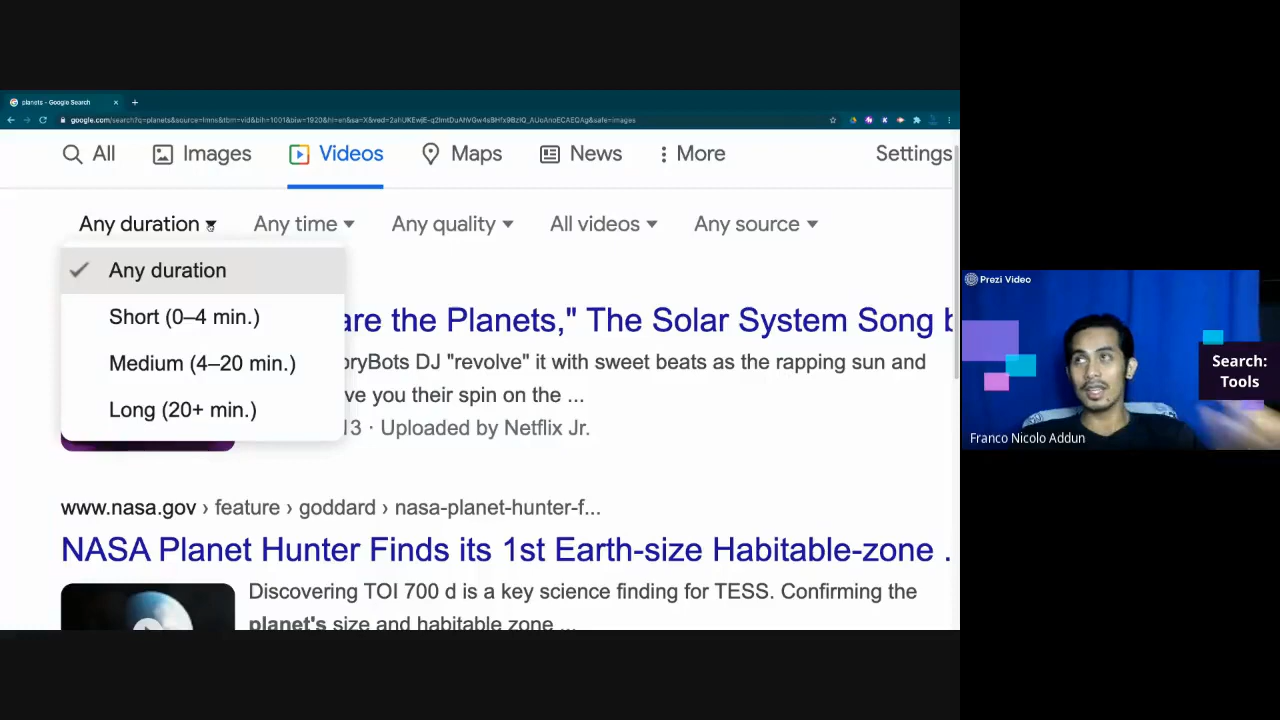 planets - Google Search
All
Images
Videos
Maps
News
More
Settings
Any duration
Any time
Any quality
All videos
Any source
Any duration
Short (0–4 min.)
Medium (4–20 min.)
Long (20+ min.)
are the Planets," The Solar System Song b
oryBots DJ "revolve" it with sweet beats as the rapping sun and
ve you their spin on the ...
13 · Uploaded by Netflix Jr.
www.nasa.gov › feature › goddard › nasa-planet-hunter-f...
NASA Planet Hunter Finds its 1st Earth-size Habitable-zone .
Discovering TOI 700 d is a key science finding for TESS. Confirming the
planet's size and habitable zone ...
Prezi Video
Search:
Tools
Franco Nicolo Addun